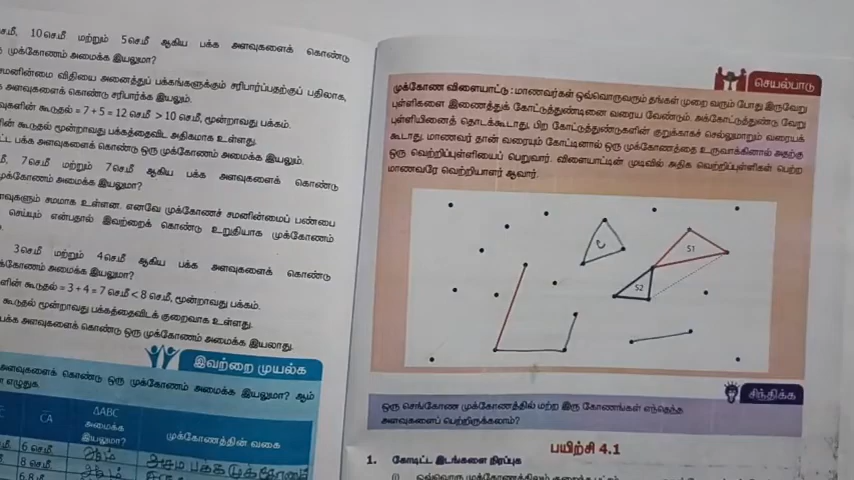 செ.மீ, 10செ.மீ மற்றும் 5செ.மீ ஆகிய பக்க அளவுகளைக் கொண்டு
முக்கோணம் அமைக்க இயலுமா?
சமனின்மை விதியை அனைத்துப் பக்கங்களுக்கும் சரிபார்ப்பதற்குப் பதிலாக,
அளவுகளைக் கொண்டு சரிபார்க்க இயலும்.
கூடுதல் = 7 + 5 = 12 செ.மீ > 10 செ.மீ, மூன்றாவது பக்கம்.
கூடுதல் மூன்றாவது பக்கத்தைவிட அதிகமாக உள்ளது.
பக்க அளவுகளைக் கொண்டு ஒரு முக்கோணம் அமைக்க இயலும்.
7செ.மீ மற்றும் 7செ.மீ ஆகிய பக்க அளவுகளைக் கொண்டு
முக்கோணம் அமைக்க இயலுமா?
சமமாக உள்ளன. எனவே முக்கோணச் சமனின்மைப் பண்பை
செய்யும் என்பதால் இவற்றைக் கொண்டு உறுதியாக முக்கோணம்
3செ.மீ மற்றும் 4செ.மீ ஆகிய பக்க அளவுகளைக் கொண்டு
முக்கோணம் அமைக்க இயலுமா?
கூடுதல் = 3 + 4 = 7 செ.மீ < 8 செ.மீ, மூன்றாவது பக்கம்.
கூடுதல் மூன்றாவது பக்கத்தைவிடக் குறைவாக உள்ளது.
பக்க அளவுகளைக் கொண்டு ஒரு முக்கோணம் அமைக்க இயலாது.
இவற்றை முயல்க
அளவுகளைக் கொண்டு ஒரு முக்கோணம் அமைக்க இயலுமா? ஆம்
எழுதுக.
CA
ΔABC
அமைக்க
இயலுமா?
முக்கோணத்தின் வகை
6 செ.மீ
8 செ.மீ
செயல்பாடு
முக்கோண விளையாட்டு : மாணவர்கள் ஒவ்வொருவரும் தங்கள் முறை வரும் போது இருவேறு
புள்ளிகளை இணைத்துக் கோட்டுத்துண்டினை வரைய வேண்டும். அக்கோட்டுத்துண்டு வேறு
புள்ளியினைத் தொடக்கூடாது, பிற கோட்டுத்துண்டுகளின் குறுக்காகச் செல்லுமாறும் வரையக்
கூடாது. மாணவர் தான் வரையும் கோட்டினால் ஒரு முக்கோணத்தை உருவாக்கினால் அதற்கு
ஒரு வெற்றிப்புள்ளியைப் பெறுவார். விளையாட்டின் முடிவில் அதிக வெற்றிப்புள்ளிகள் பெற்ற
மாணவரே வெற்றியாளர் ஆவார்.
C
S1
S2
சிந்திக்க
ஒரு செங்கோண முக்கோணத்தில் மற்ற இரு கோணங்கள் எந்தெந்த
அளவுகளைப் பெற்றிருக்கலாம்?
பயிற்சி 4.1
1. கோடிட்ட இடங்களை நிரப்புக